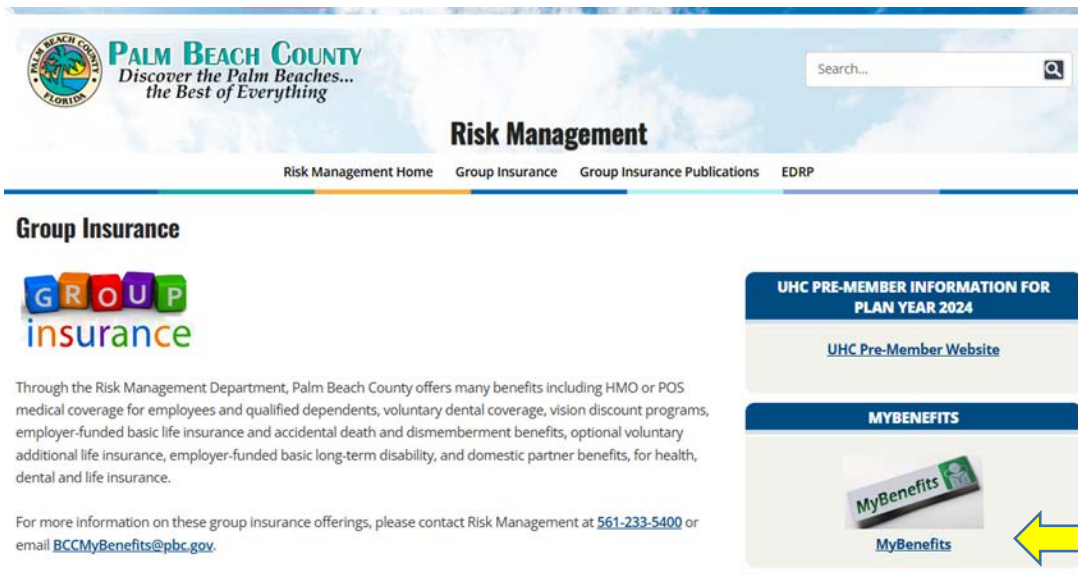 PALM BEACH COUNTY
FLORIDA
PALM BEACH COUNTY
Discover the Palm Beaches...
the Best of Everything
Search...
Risk Management
Risk Management Home Group Insurance Group Insurance Publications EDRP
Group Insurance
GROUP
insurance
Through the Risk Management Department, Palm Beach County offers many benefits including HMO or POS
medical coverage for employees and qualified dependents, voluntary dental coverage, vision discount programs,
employer-funded basic life insurance and accidental death and dismemberment benefits, optional voluntary
additional life insurance, employer-funded basic long-term disability, and domestic partner benefits, for health,
dental and life insurance.
For more information on these group insurance offerings, please contact Risk Management at 561-233-5400 or
email BCCMyBenefits@pbc.gov.
UHC PRE-MEMBER INFORMATION FOR
PLAN YEAR 2024
UHC Pre-Member Website
MYBENEFITS
MyBenefits
MyBenefits